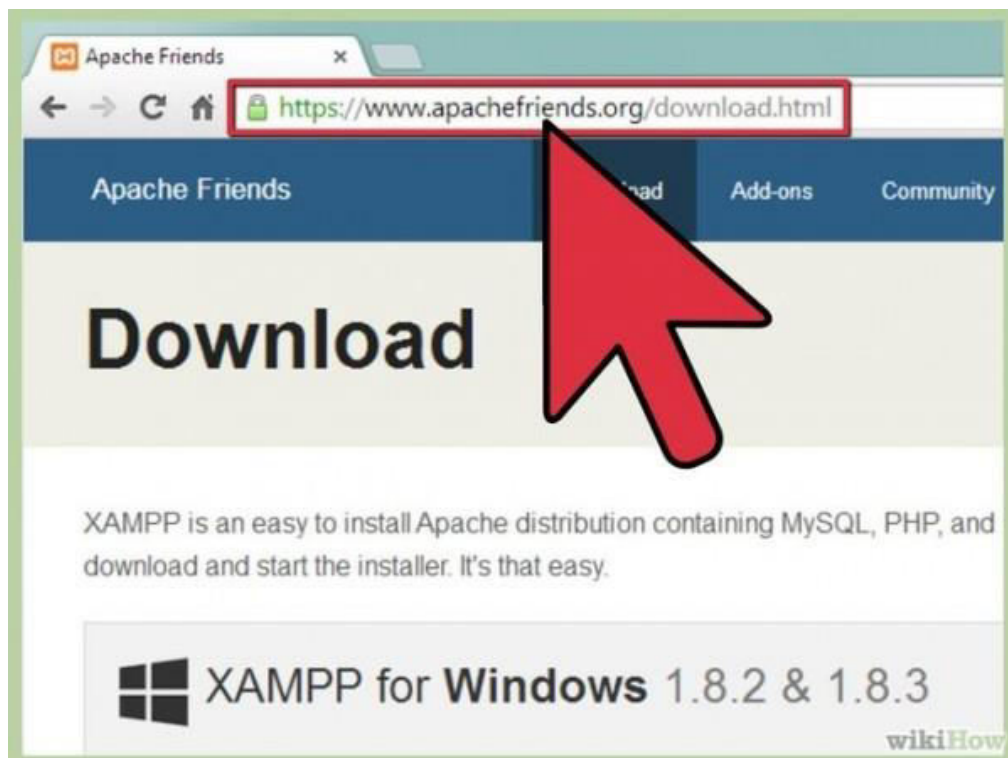 Apache Friends
https://www.apachefriends.org/download.html
Apache Friends Add-ons Community
Download
XAMPP is an easy to install Apache distribution containing MySQL, PHP, and
download and start the installer. It's that easy.
XAMPP for Windows 1.8.2 & 1.8.3
wikiHow